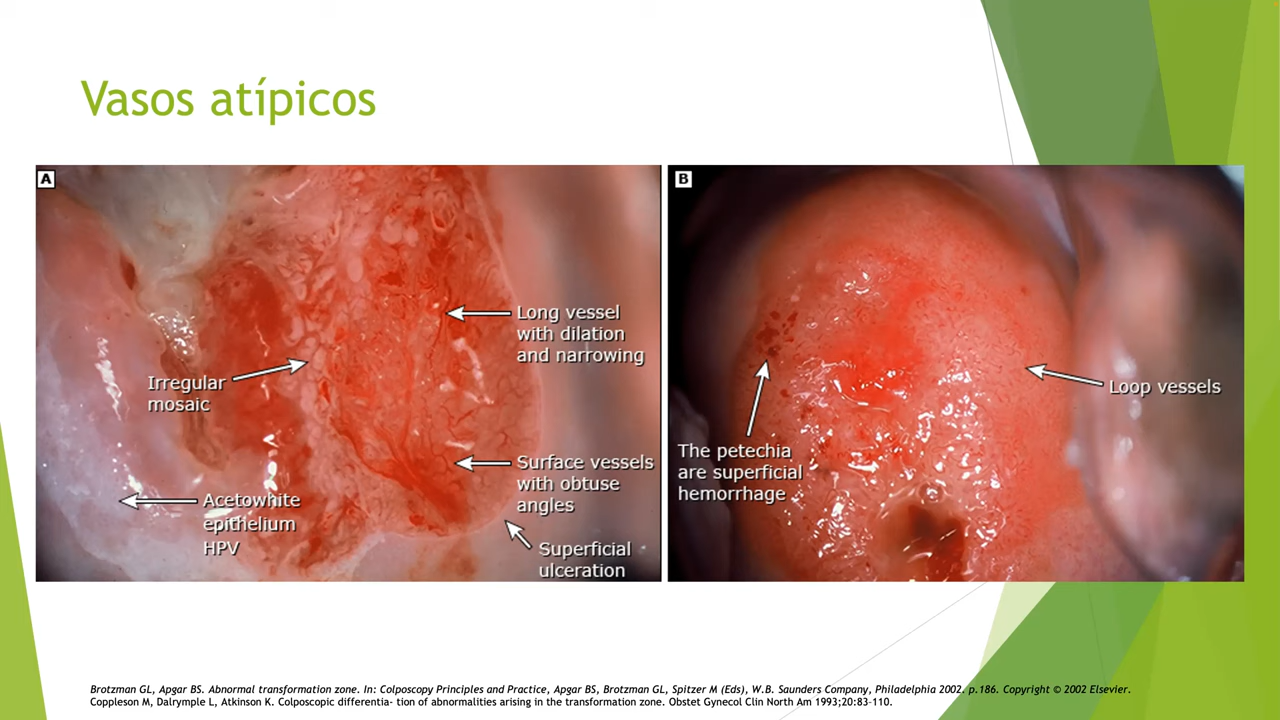 Vasos atípicos
A
Long vessel
with dilation
and narrowing
Irregular
mosaic
Surface vessels
with obtuse
angles
Acetowhite
epithelium
HPV
Superficial
ulceration
B
Loop vessels
The petechia
are superficial
hemorrhage
Brotzman GL, Apgar BS. Abnormal transformation zone. In: Colposcopy Principles and Practice, Apgar BS, Brotzman GL, Spitzer M (Eds), W.B. Saunders Company, Philadelphia 2002. p.186. Copyright © 2002 Elsevier.
Coppleson M, Dalrymple L, Atkinson K. Colposcopic differentia- tion of abnormalities arising in the transformation zone. Obstet Gynecol Clin North Am 1993;20:83–110.